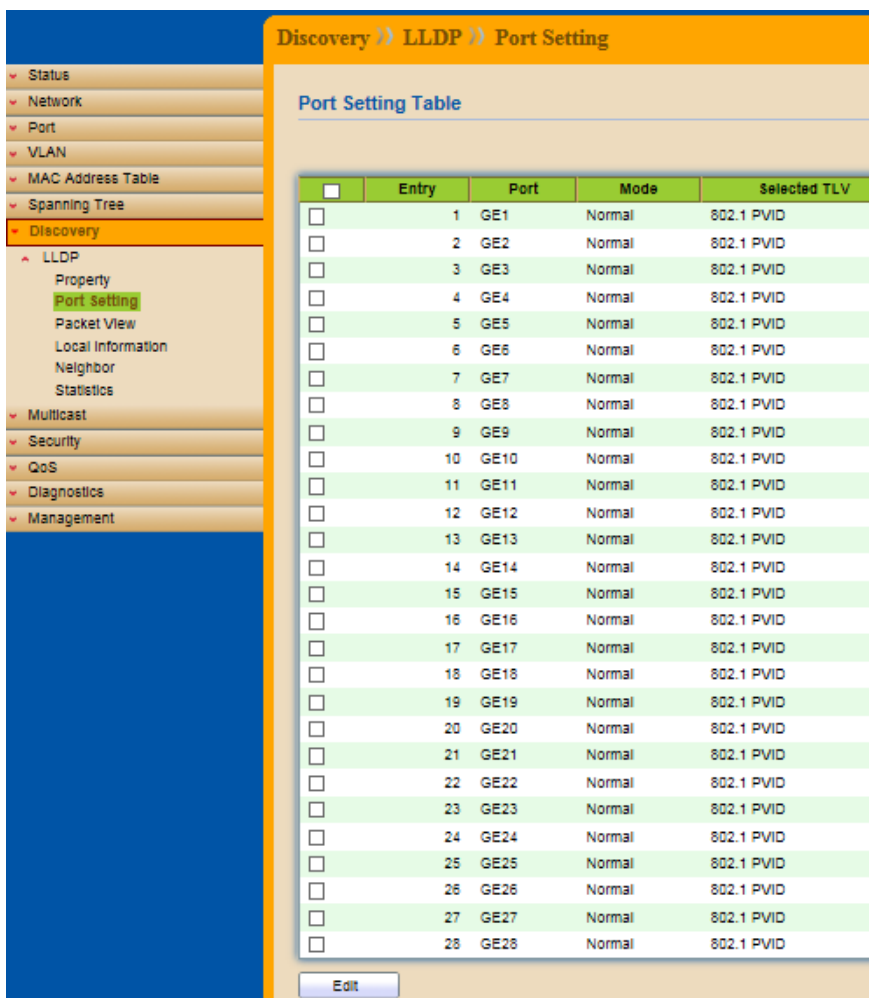 Discovery » LLDP » Port Setting
Status
Network
Port
VLAN
MAC Address Table
Spanning Tree
Discovery
LLDP
Property
Port Setting
Packet View
Local Information
Neighbor
Statistics
Multicast
Security
QoS
Diagnostics
Management
Port Setting Table
Entry Port Mode Selected TLV
1 GE1 Normal 802.1 PVID
2 GE2 Normal 802.1 PVID
3 GE3 Normal 802.1 PVID
4 GE4 Normal 802.1 PVID
5 GE5 Normal 802.1 PVID
6 GE6 Normal 802.1 PVID
7 GE7 Normal 802.1 PVID
8 GE8 Normal 802.1 PVID
9 GE9 Normal 802.1 PVID
10 GE10 Normal 802.1 PVID
11 GE11 Normal 802.1 PVID
12 GE12 Normal 802.1 PVID
13 GE13 Normal 802.1 PVID
14 GE14 Normal 802.1 PVID
15 GE15 Normal 802.1 PVID
16 GE16 Normal 802.1 PVID
17 GE17 Normal 802.1 PVID
18 GE18 Normal 802.1 PVID
19 GE19 Normal 802.1 PVID
20 GE20 Normal 802.1 PVID
21 GE21 Normal 802.1 PVID
22 GE22 Normal 802.1 PVID
23 GE23 Normal 802.1 PVID
24 GE24 Normal 802.1 PVID
25 GE25 Normal 802.1 PVID
26 GE26 Normal 802.1 PVID
27 GE27 Normal 802.1 PVID
28 GE28 Normal 802.1 PVID
Edit